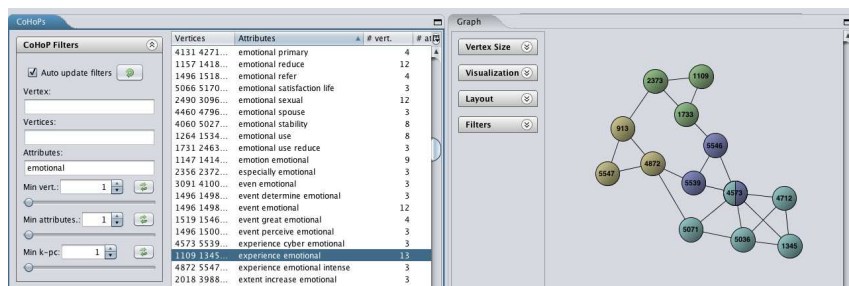 CoHoPs
CoHoP Filters
Auto update filters
Vertex:
Vertices:
Attributes:
emotional
Min vert.: 1
Min attributes.: 1
Min k-pc: 1
Vertices Attributes # vert. # at
4131 4271... emotional primary 4
1157 1418... emotional reduce 12
1496 1518... emotional refer 4
5066 5170... emotional satisfaction life 3
2490 3096... emotional sexual 12
4460 4796... emotional spouse 3
4060 5027... emotional stability 8
1264 1534... emotional use 8
1731 2463... emotional use reduce 3
1147 1414... emotion emotional 9
2356 2372... especially emotional 3
3091 4100... even emotional 3
1496 1498... event determine emotional 3
1496 1498... event emotional 12
1519 1546... event great emotional 4
1496 1500... event perceive emotional 3
4573 5539... experience cyber emotional 3
1109 1345... experience emotional 13
4872 5547... experience emotional intense 3
2018 3988... extent increase emotional 3
Graph
Vertex Size
Visualization
Layout
Filters
2373
1109
1733
913
5546
4872
5547
5539
4573
4712
5071
5036
1345